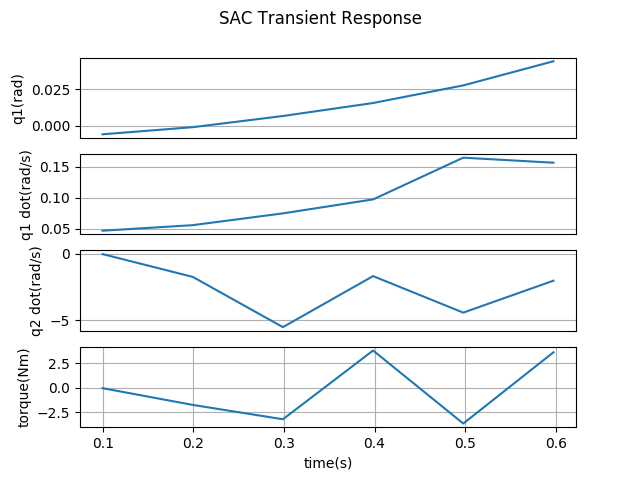 SAC Transient Response
q1(rad)
0.025
0.000
q1 dot(rad/s)
0.15
0.10
0.05
q2 dot(rad/s)
0
−5
torque(Nm)
2.5
0.0
−2.5
0.1 0.2 0.3 0.4 0.5 0.6
time(s)